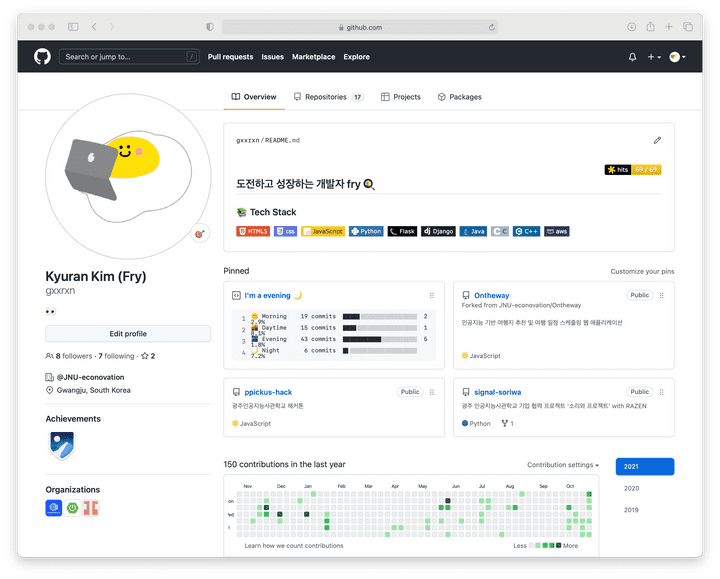 github.com
Search or jump to...
/
Pull requests
Issues
Marketplace
Explore
Overview
Repositories 17
Projects
Packages
gxxrxn / README.md
hits 69 / 69
도전하고 성장하는 개발자 fry
Tech Stack
HTML5 css JavaScript Python Flask dj Django Java C C++ aws
Kyuran Kim (Fry)
gxxrxn
Edit profile
8 followers · 7 following · 2
@JNU-econovation
Gwangju, South Korea
Achievements
Organizations
Pinned
Customize your pins
I'm a evening
1 Morning 19 commits 2
2.9%
2 Daytime 15 commits 1
8.1%
3 Evening 43 commits 5
1.8%
4 Night 6 commits
7.2%
Ontheway
Public
Forked from JNU-econovation/Ontheway
인공지능 기반 여행지 추천 및 여행 일정 스케줄링 웹 애플리케이션
JavaScript
ppickus-hack
Public
광주인공지능사관학교 해커톤
JavaScript
signal-soriwa
Public
광주 인공지능사관학교 기업 협력 프로젝트 '소리와 프로젝트' with RAZEN
Python 1
150 contributions in the last year
Contribution settings
2021
2020
2019
Nov Dec Jan Feb Mar Apr May Jun Jul Aug Sep Oct
Learn how we count contributions
Less More